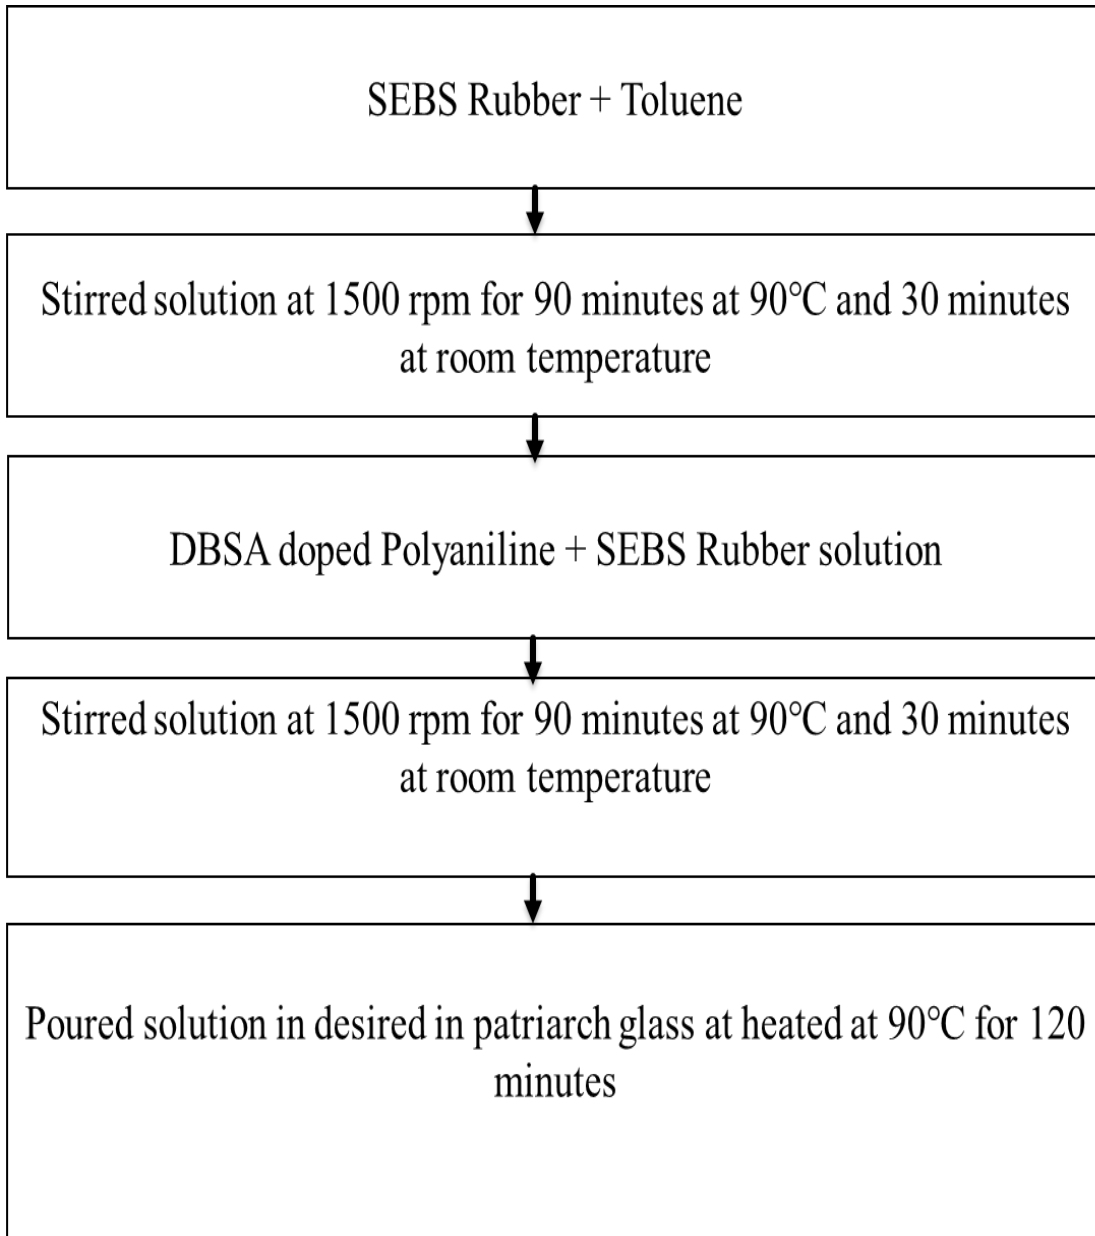 SEBS Rubber + Toluene
Stirred solution at 1500 rpm for 90 minutes at 90°C and 30 minutes
at room temperature
DBSA doped Polyaniline + SEBS Rubber solution
Stirred solution at 1500 rpm for 90 minutes at 90°C and 30 minutes
at room temperature
Poured solution in desired in patriarch glass at heated at 90°C for 120
minutes